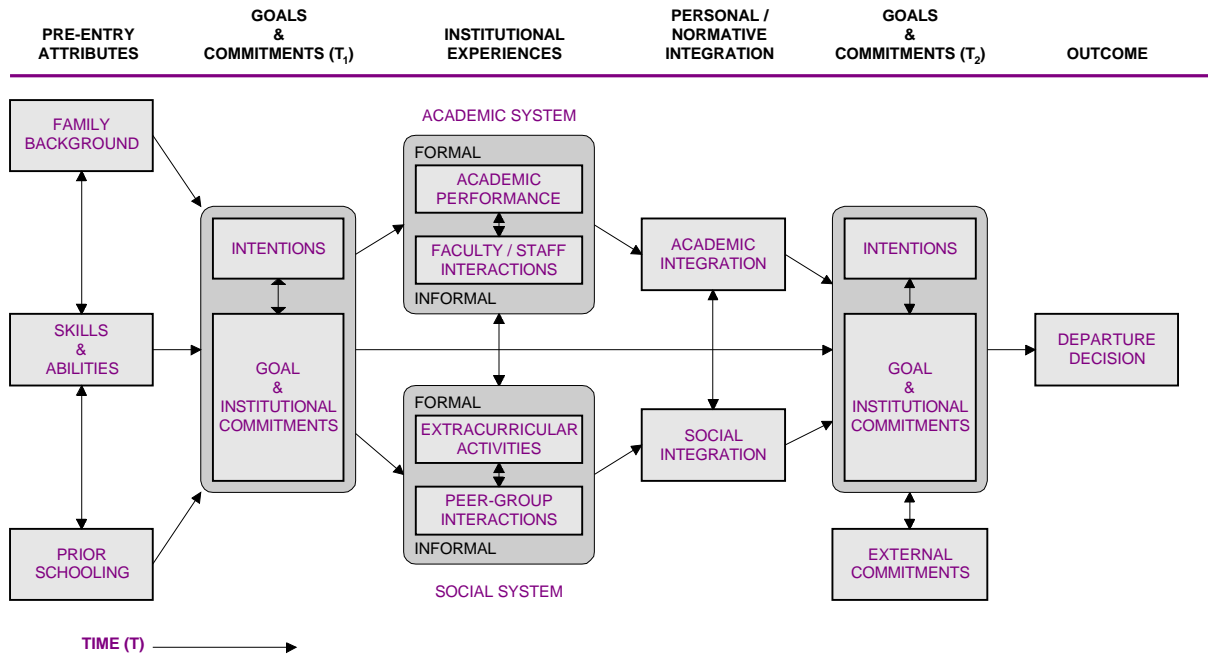 PRE-ENTRY
ATTRIBUTES
GOALS
&
COMMITMENTS (T1)
INSTITUTIONAL
EXPERIENCES
PERSONAL /
NORMATIVE
INTEGRATION
GOALS
&
COMMITMENTS (T2)
OUTCOME
FAMILY
BACKGROUND
SKILLS
&
ABILITIES
PRIOR
SCHOOLING
INTENTIONS
GOAL
&
INSTITUTIONAL
COMMITMENTS
ACADEMIC SYSTEM
FORMAL
ACADEMIC
PERFORMANCE
FACULTY / STAFF
INTERACTIONS
INFORMAL
FORMAL
EXTRACURRICULAR
ACTIVITIES
PEER-GROUP
INTERACTIONS
INFORMAL
SOCIAL SYSTEM
ACADEMIC
INTEGRATION
SOCIAL
INTEGRATION
INTENTIONS
GOAL
&
INSTITUTIONAL
COMMITMENTS
EXTERNAL
COMMITMENTS
DEPARTURE
DECISION
TIME (T)